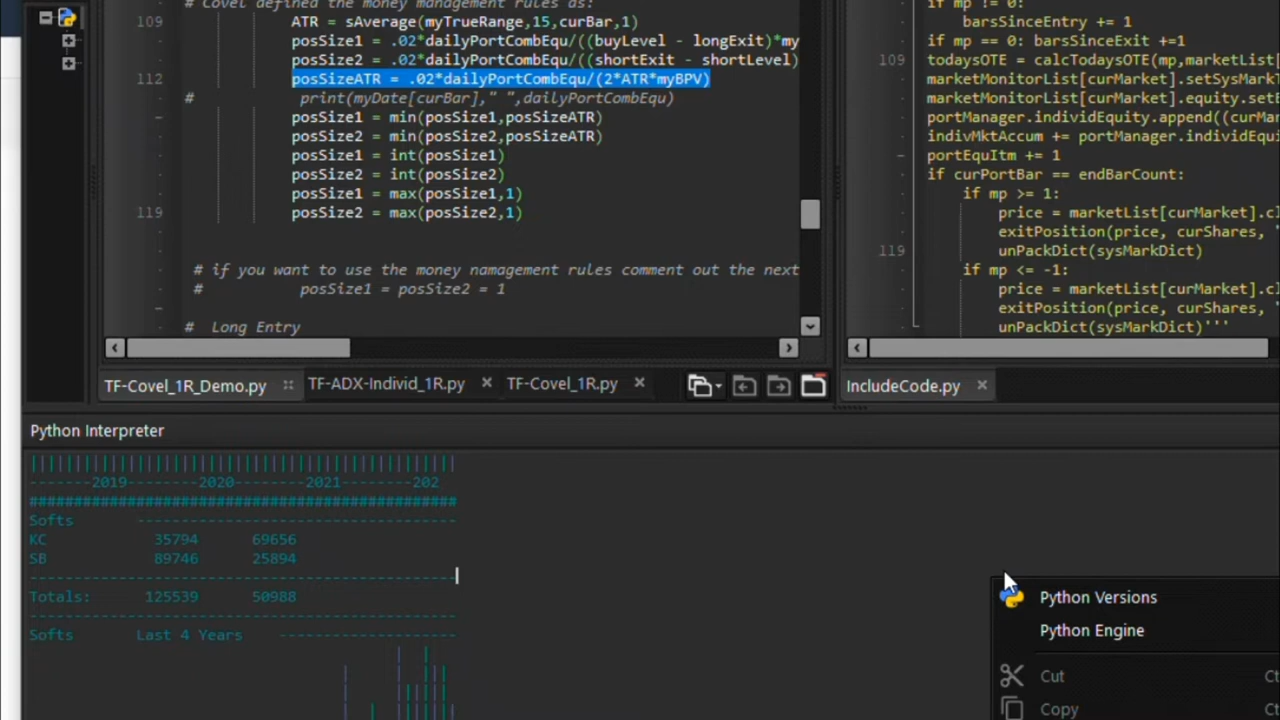 # Covel defined the money management rules as:
109 ATR = sAverage(myTrueRange,15,curBar,1)
posSize1 = .02*dailyPortCombEqu/((buyLevel - longExit)*my
posSize2 = .02*dailyPortCombEqu/((shortExit - shortLevel)
112 posSizeATR = .02*dailyPortCombEqu/(2*ATR*myBPV)
# print(myDate[curBar]," ",dailyPortCombEqu)
posSize1 = min(posSize1,posSizeATR)
posSize2 = min(posSize2,posSizeATR)
posSize1 = int(posSize1)
posSize2 = int(posSize2)
posSize1 = max(posSize1,1)
119 posSize2 = max(posSize2,1)
# if you want to use the money namagement rules comment out the next
# posSize1 = posSize2 = 1
# Long Entry
if mp != 0:
barsSinceEntry += 1
if mp == 0: barsSinceExit +=1
109 todaysOTE = calcTodaysOTE(mp,marketList[
marketMonitorList[curMarket].setSysMark
marketMonitorList[curMarket].equity.setE
portManager.individEquity.append((curMar
indivMktAccum += portManager.individEqui
portEquItm += 1
if curPortBar == endBarCount:
if mp >= 1:
price = marketList[curMarket].cl
exitPosition(price, curShares, '
119 unPackDict(sysMarkDict)
if mp <= -1:
price = marketList[curMarket].cl
exitPosition(price, curShares, '
unPackDict(sysMarkDict)'''
TF-Covel_1R_Demo.py TF-ADX-Individ_1R.py TF-Covel_1R.py
IncludeCode.py
Python Interpreter
-------2019--------2020--------2021--------202
################################################
Softs ------------------------------------
KC 35794 69656
SB 89746 25894
------------------------------------------------
Totals: 125539 50988
------------------------------------------------
Softs Last 4 Years --------------------
Python Versions
Python Engine
Cut Ct
Copy Ct